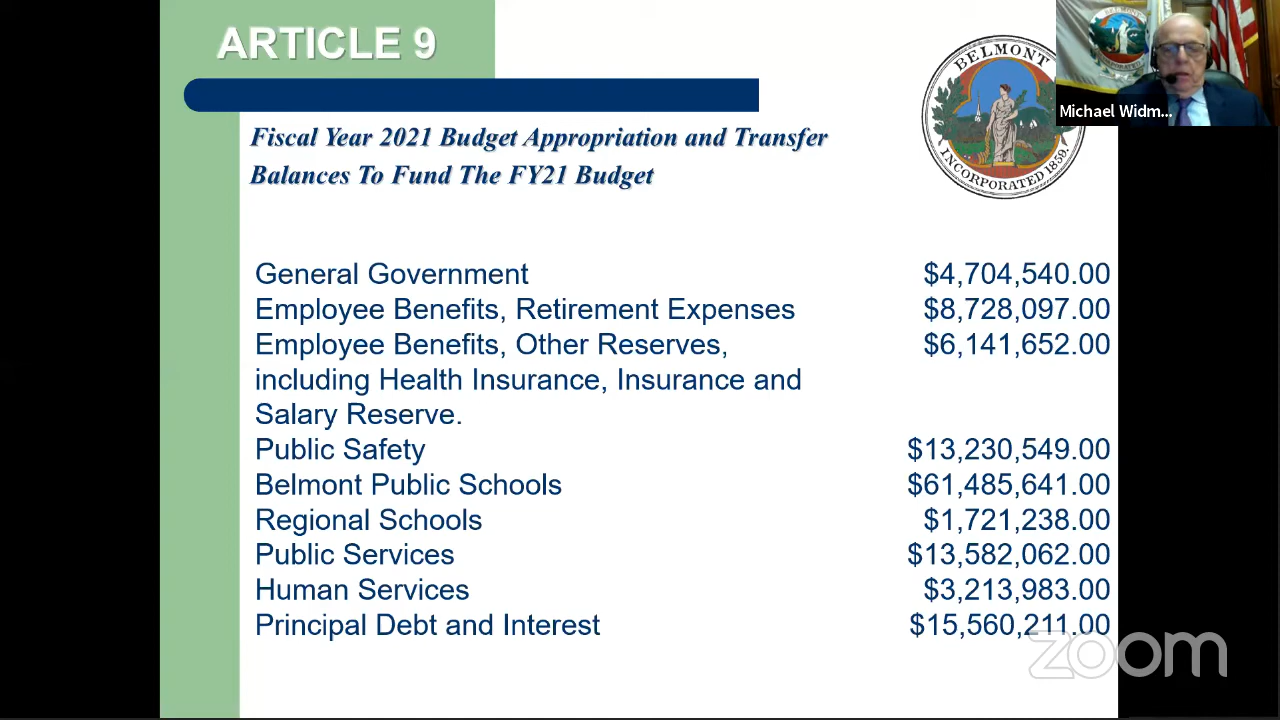 ARTICLE 9
BELMONT
INCORPORATED 1859.
Michael Widm...
Fiscal Year 2021 Budget Appropriation and Transfer
Balances To Fund The FY21 Budget
General Government $4,704,540.00
Employee Benefits, Retirement Expenses $8,728,097.00
Employee Benefits, Other Reserves, $6,141,652.00
including Health Insurance, Insurance and
Salary Reserve.
Public Safety $13,230,549.00
Belmont Public Schools $61,485,641.00
Regional Schools $1,721,238.00
Public Services $13,582,062.00
Human Services $3,213,983.00
Principal Debt and Interest $15,560,211.00
zoom